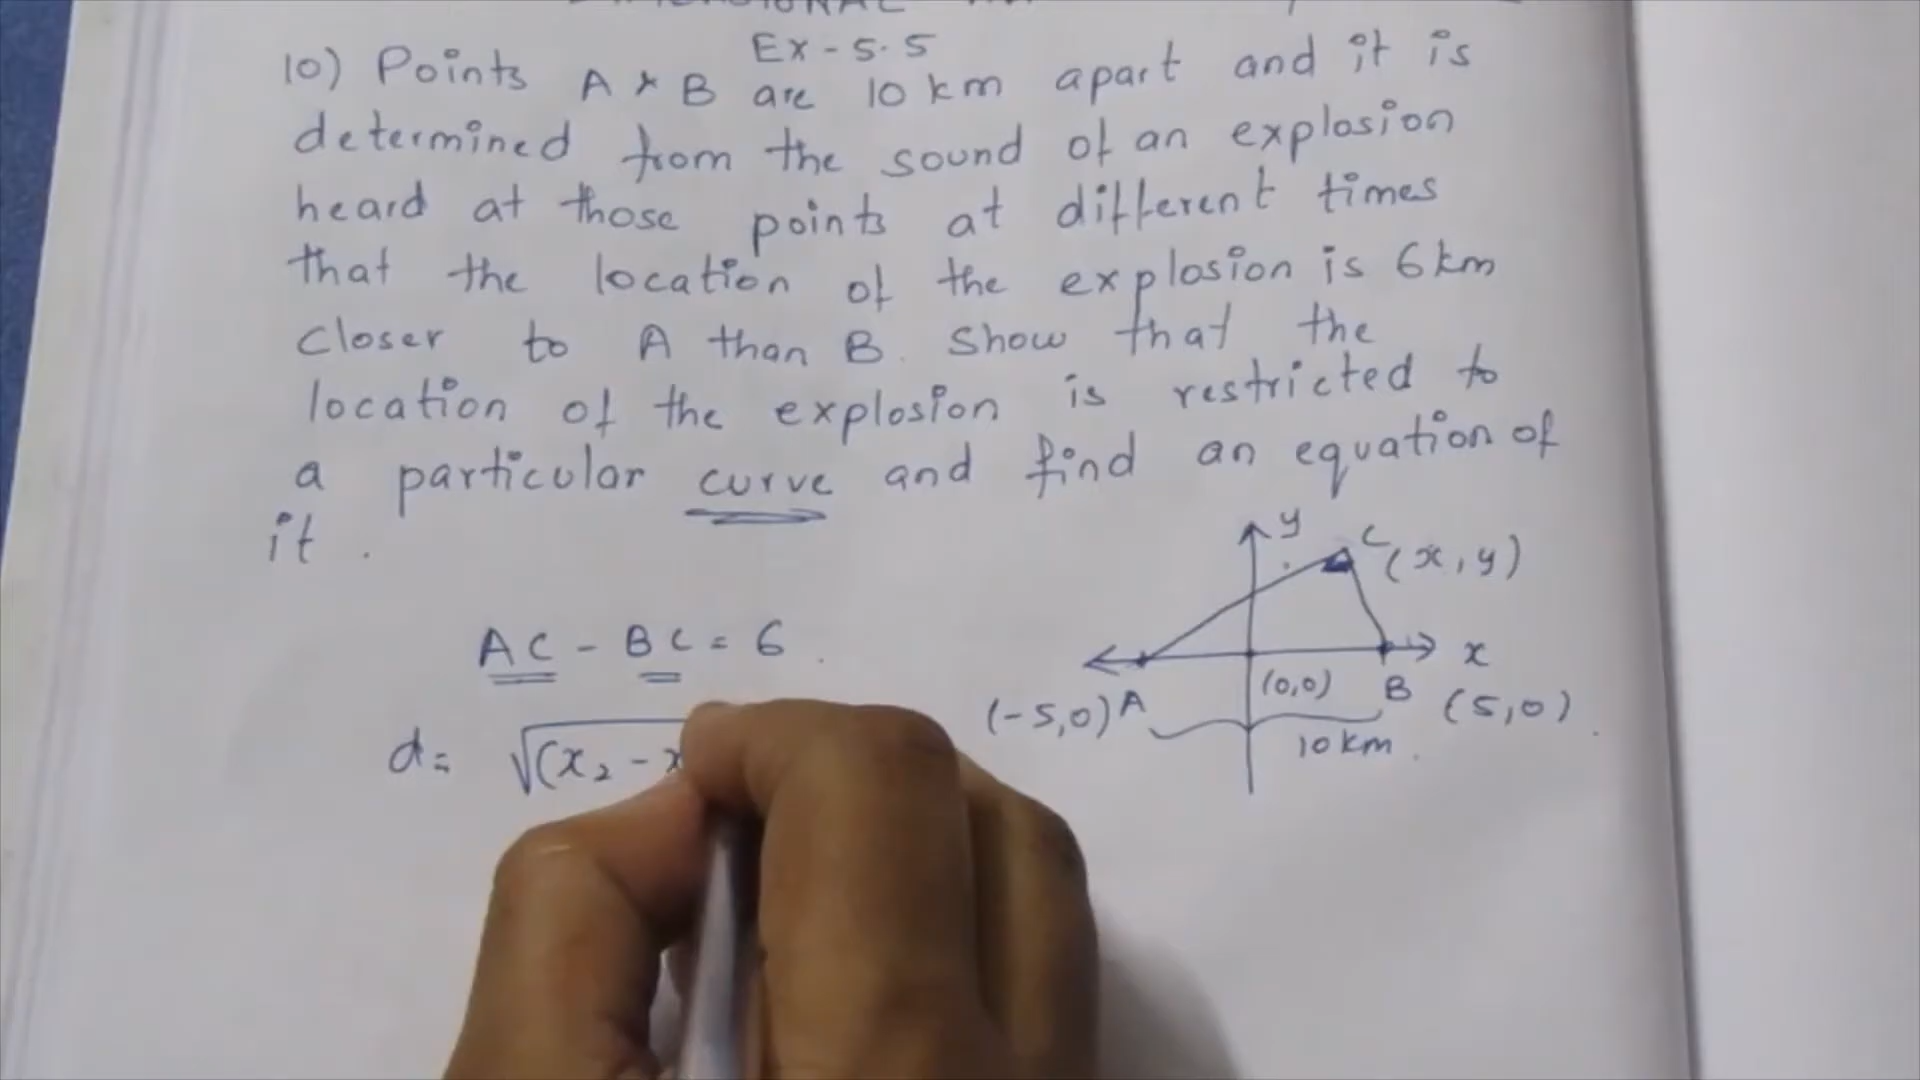 Ex - 5.5
10) Points A & B are 10 km apart and it is
determined from the sound of an explosion
heard at those points at different times
that the location of the explosion is 6 km
closer to A than B. Show that the
location of the explosion is restricted to
a particular curve and find an equation of
it.
y
C (x, y)
AC - BC = 6
x
(0,0)
(-5,0) A
B (5,0)
10 km
d = √(x₂ - x